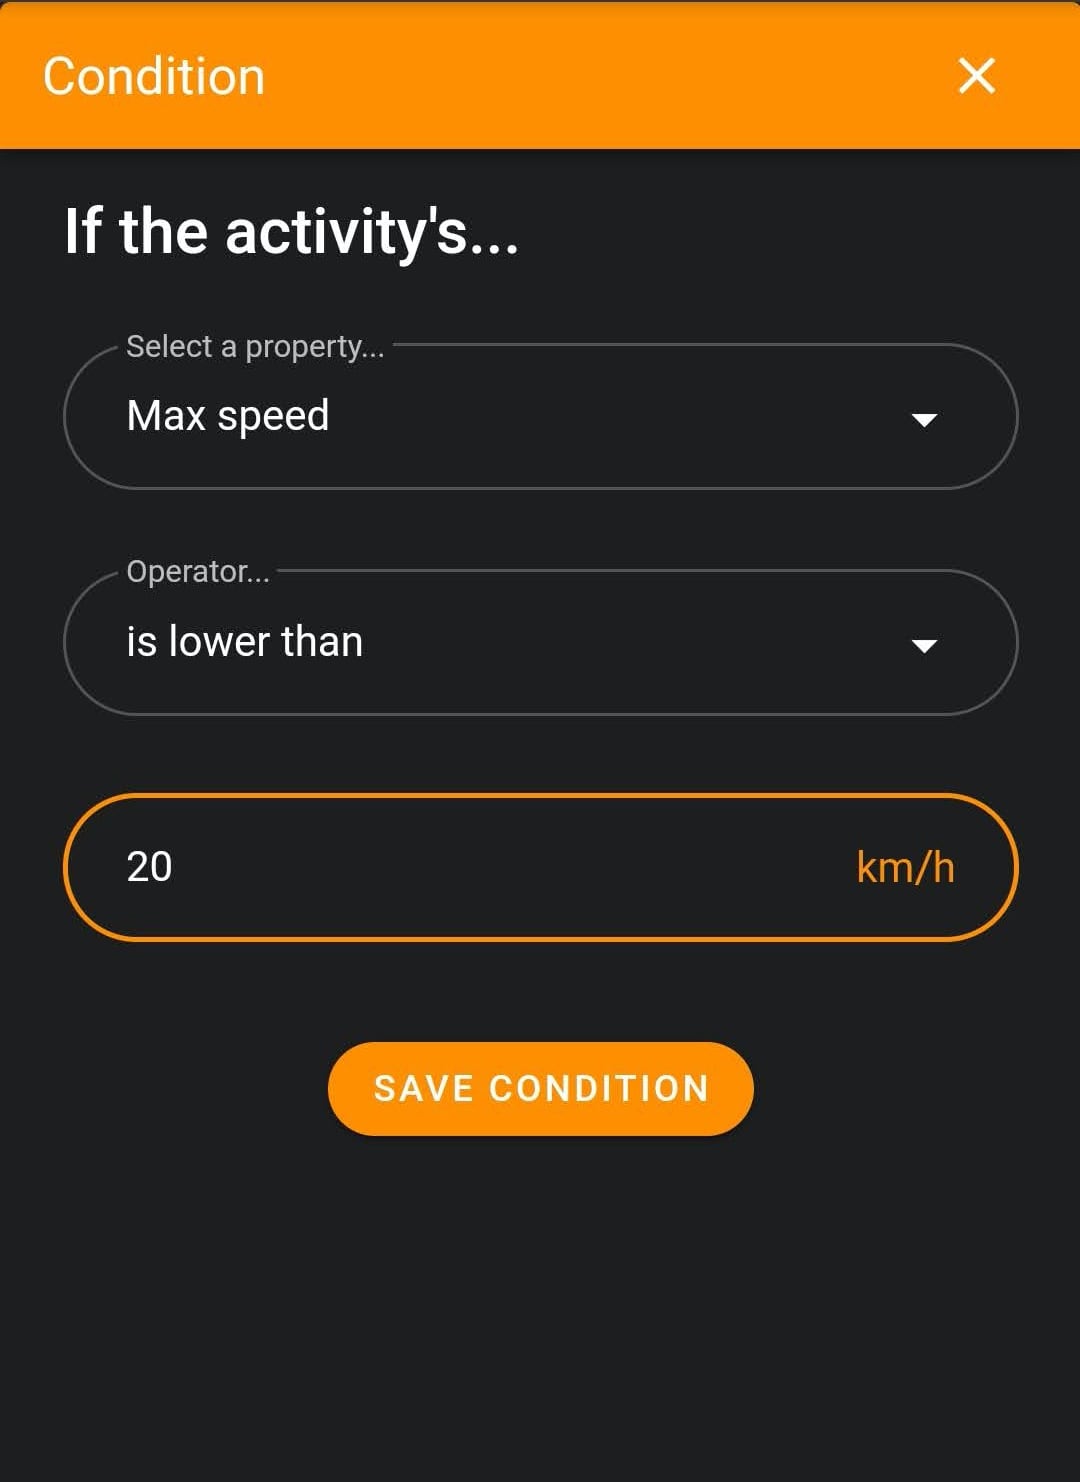 Condition
If the activity's...
Select a property...
Max speed
Operator...
is lower than
20 km/h
SAVE CONDITION